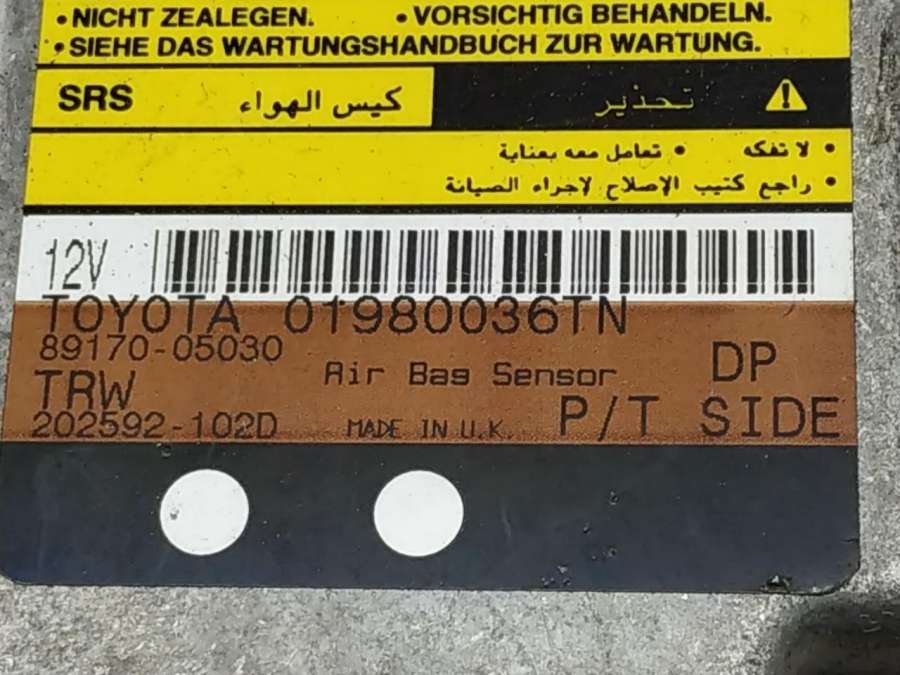 • NICHT ZEALEGEN. • VORSICHTIG BEHANDELN.
• SIEHE DAS WARTUNGSHANDBUCH ZUR WARTUNG.
SRS كيس الهواء تحذير
• لا تفكه • تعامل معه بعناية
• راجع كتيب الإصلاح لإجراء الصيانة
12V
TOYOTA 01980036TN
89170-05030
Air Bag Sensor DP
TRW
202592-102D MADE IN U.K. P/T SIDE